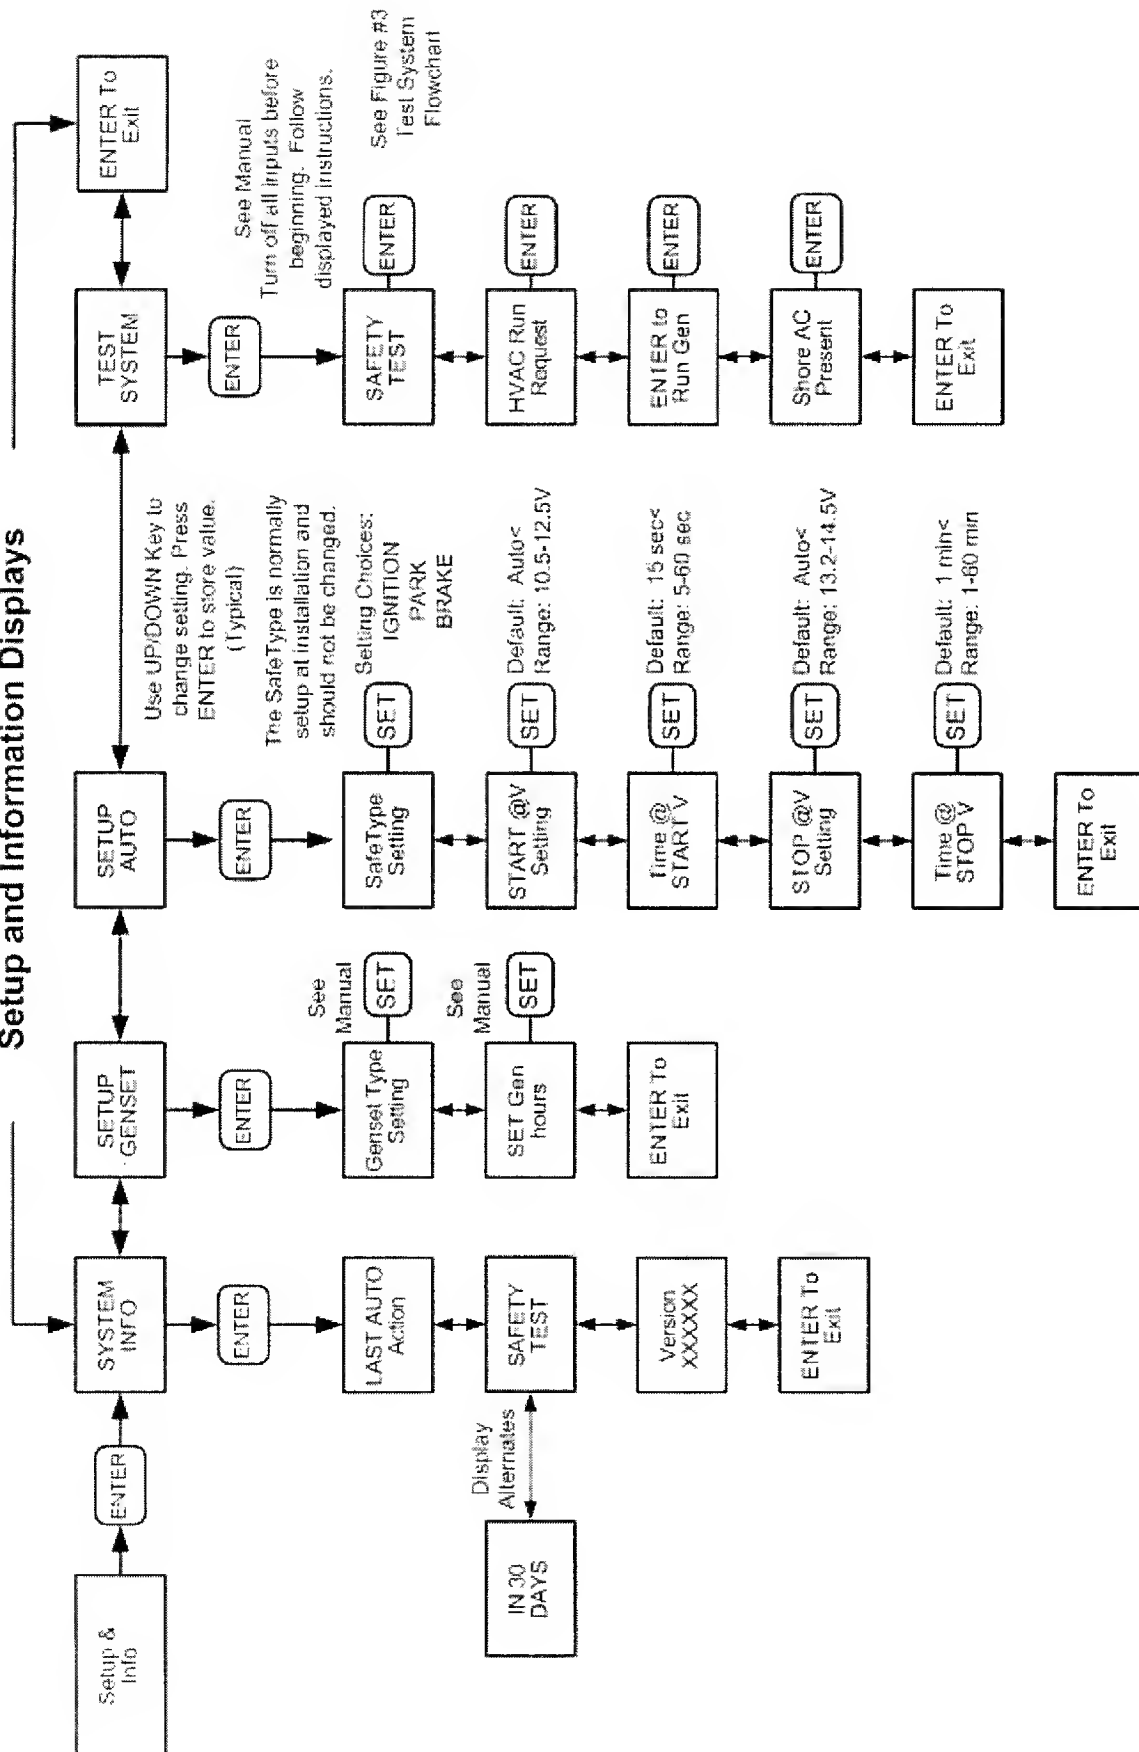 Setup and Information Displays
Setup &
Info
ENTER
SYSTEM
INFO
SETUP
GENSET
SETUP
AUTO
TEST
SYSTEM
ENTER To
Exit
ENTER
LAST AUTO
Action
SAFETY
TEST
Display
Alternates
IN 30
DAYS
Version
XXXXXX
ENTER To
Exit
ENTER
See
Manual
Genset Type
Setting
SET
See
Manual
SET Gen
hours
SET
ENTER To
Exit
Use UP/DOWN Key to
change setting. Press
ENTER to store value.
(Typical)
ENTER
The SafeType is normally
setup at installation and
should not be changed.
SafeType
Setting
SET
Setting Choices:
IGNITION
PARK
BRAKE
START @V
Setting
SET
Default: Auto<
Range: 10.5-12.5V
Time @
START V
SET
Default: 15 sec<
Range: 5-60 sec
STOP @V
Setting
SET
Default: Auto<
Range: 13.2-14.5V
Time @
STOP V
SET
Default: 1 min<
Range: 1-60 min
ENTER To
Exit
ENTER
See Manual
Turn off all inputs before
beginning. Follow
displayed instructions.
SAFETY
TEST
ENTER
See Figure #3
Test System
Flowchart
HVAC Run
Request
ENTER
ENTER to
Run Gen
ENTER
Shore AC
Present
ENTER
ENTER To
Exit